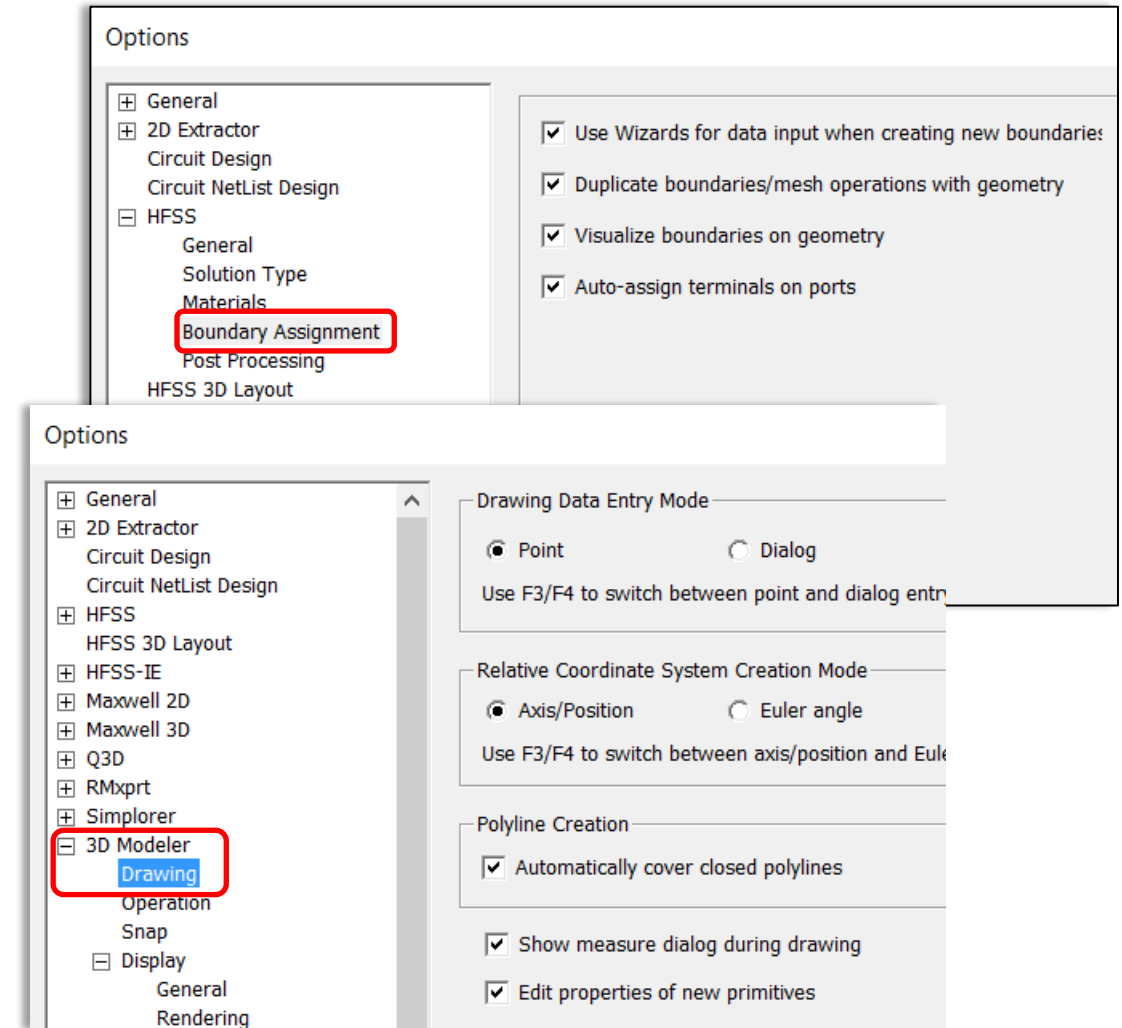 Options
General
2D Extractor
Circuit Design
Circuit NetList Design
HFSS
General
Solution Type
Materials
Boundary Assignment
Post Processing
HFSS 3D Layout
Use Wizards for data input when creating new boundaries
Duplicate boundaries/mesh operations with geometry
Visualize boundaries on geometry
Auto-assign terminals on ports
Options
General
2D Extractor
Circuit Design
Circuit NetList Design
HFSS
HFSS 3D Layout
HFSS-IE
Maxwell 2D
Maxwell 3D
Q3D
RMxprt
Simplorer
3D Modeler
Drawing
Operation
Snap
Display
General
Rendering
Drawing Data Entry Mode
Point Dialog
Use F3/F4 to switch between point and dialog entry
Relative Coordinate System Creation Mode
Axis/Position Euler angle
Use F3/F4 to switch between axis/position and Eule
Polyline Creation
Automatically cover closed polylines
Show measure dialog during drawing
Edit properties of new primitives